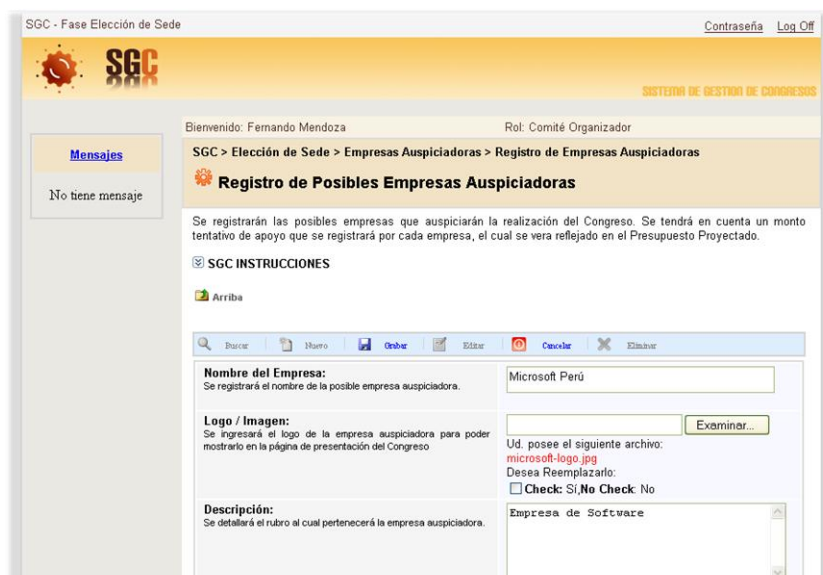 SGC - Fase Elección de Sede
Contraseña Log Off
SGC
SISTEMA DE GESTION DE CONGRESOS
Bienvenido: Fernando Mendoza Rol: Comité Organizador
Mensajes
No tiene mensaje
SGC > Elección de Sede > Empresas Auspiciadoras > Registro de Empresas Auspiciadoras
Registro de Posibles Empresas Auspiciadoras
Se registrarán las posibles empresas que auspiciarán la realización del Congreso. Se tendrá en cuenta un monto
tentativo de apoyo que se registrará por cada empresa, el cual se vera reflejado en el Presupuesto Proyectado.
SGC INSTRUCCIONES
Arriba
Buscar Nuevo Grabar Editar Cancelar Eliminar
Nombre del Empresa:
Se registrará el nombre de la posible empresa auspiciadora.
Microsoft Perú
Logo / Imagen:
Se ingresará el logo de la empresa auspiciadora para poder
mostrarlo en la página de presentación del Congreso
Examinar...
Ud. posee el siguiente archivo:
microsoft-logo.jpg
Desea Reemplazarlo:
Check: Sí,No Check: No
Descripción:
Se detallará el rubro al cual pertenecerá la empresa auspiciadora.
Empresa de Software